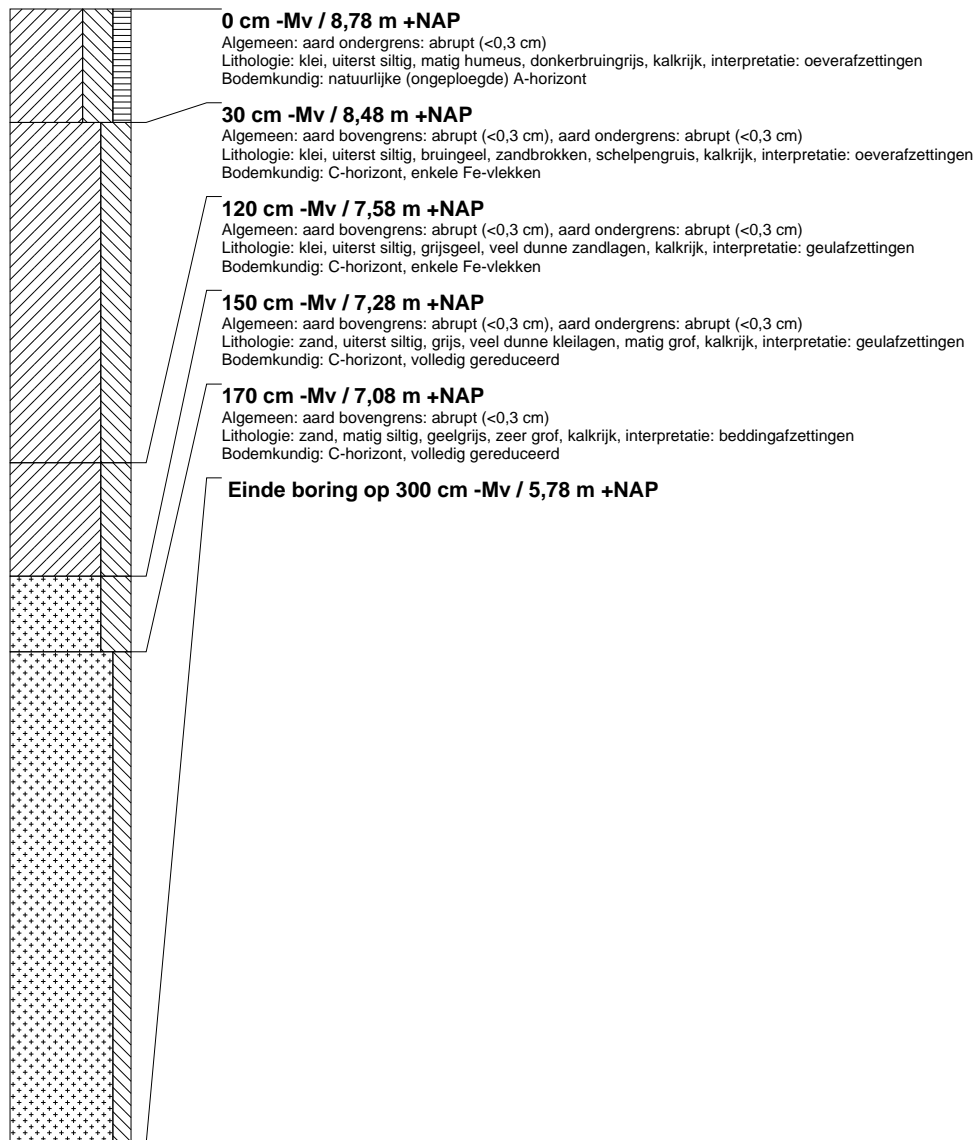 0 cm -Mv / 8,78 m +NAP
Algemeen: aard ondergrens: abrupt (<0,3 cm)
Lithologie: klei, uiterst siltig, matig humeus, donkerbruingrijs, kalkrijk, interpretatie: oeverafzettingen
Bodemkundig: natuurlijke (ongeploegde) A-horizont
30 cm -Mv / 8,48 m +NAP
Algemeen: aard bovengrens: abrupt (<0,3 cm), aard ondergrens: abrupt (<0,3 cm)
Lithologie: klei, uiterst siltig, bruingeel, zandbrokken, schelpengruis, kalkrijk, interpretatie: oeverafzettingen
Bodemkundig: C-horizont, enkele Fe-vlekken
120 cm -Mv / 7,58 m +NAP
Algemeen: aard bovengrens: abrupt (<0,3 cm), aard ondergrens: abrupt (<0,3 cm)
Lithologie: klei, uiterst siltig, grijsgeel, veel dunne zandlagen, kalkrijk, interpretatie: geulafzettingen
Bodemkundig: C-horizont, enkele Fe-vlekken
150 cm -Mv / 7,28 m +NAP
Algemeen: aard bovengrens: abrupt (<0,3 cm), aard ondergrens: abrupt (<0,3 cm)
Lithologie: zand, uiterst siltig, grijs, veel dunne kleilagen, matig grof, kalkrijk, interpretatie: geulafzettingen
Bodemkundig: C-horizont, volledig gereduceerd
170 cm -Mv / 7,08 m +NAP
Algemeen: aard bovengrens: abrupt (<0,3 cm)
Lithologie: zand, matig siltig, geelgrijs, zeer grof, kalkrijk, interpretatie: beddingafzettingen
Bodemkundig: C-horizont, volledig gereduceerd
Einde boring op 300 cm -Mv / 5,78 m +NAP